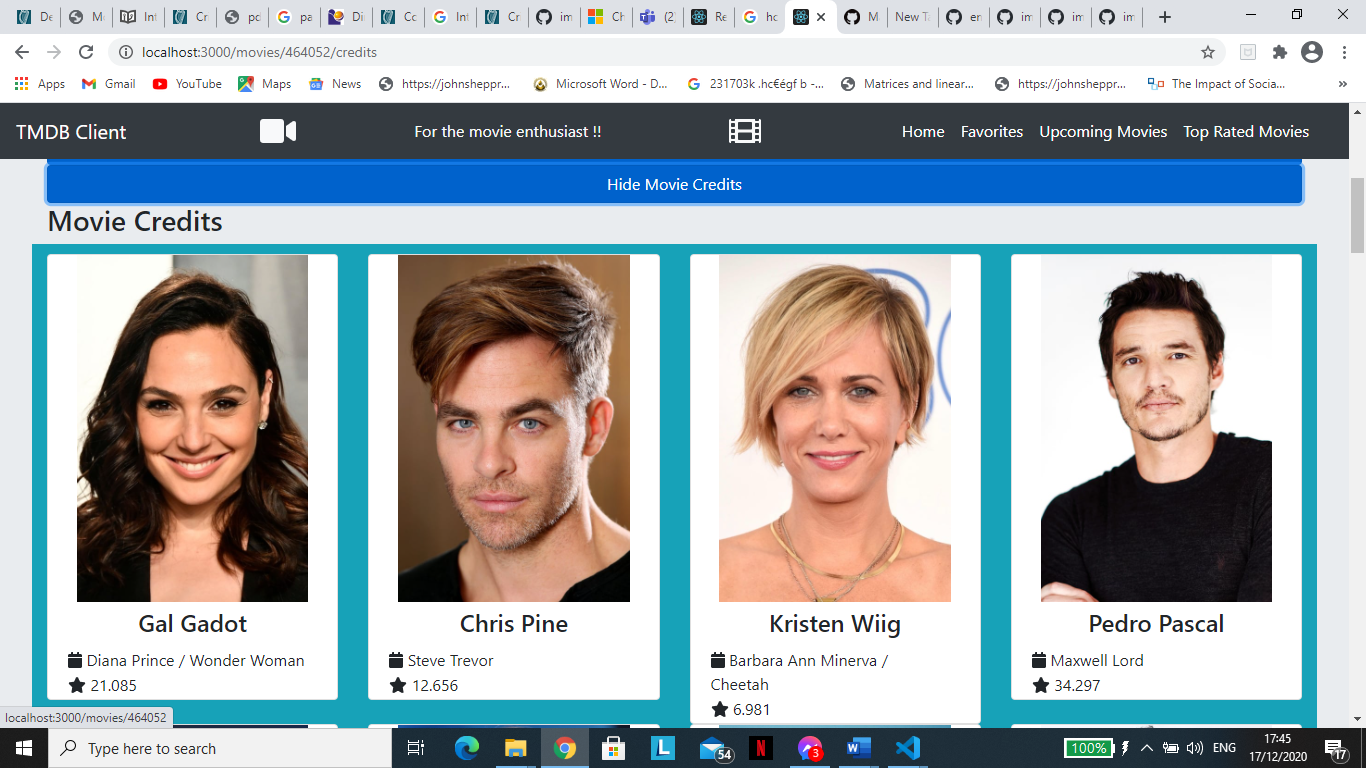 De
Mo
Int
Cr
pd
pa
Di
Cc
Int
Cr
im
Ch
(2
Re
hc
M
New Ta
en
im
im
im
localhost:3000/movies/464052/credits
Apps
Gmail
YouTube
Maps
News
https://johnsheppr...
Microsoft Word - D...
231703k .hc€égf b -...
Matrices and linear...
https://johnsheppr...
The Impact of Socia...
»
TMDB Client
For the movie enthusiast !!
Home
Favorites
Upcoming Movies
Top Rated Movies
Hide Movie Credits
Movie Credits
Gal Gadot
Diana Prince / Wonder Woman
21.085
Chris Pine
Steve Trevor
12.656
Kristen Wiig
Barbara Ann Minerva /
Cheetah
6.981
Pedro Pascal
Maxwell Lord
34.297
localhost:3000/movies/464052
Type here to search
L
54
N
3
W
100%
ENG
17:45
17/12/2020
17